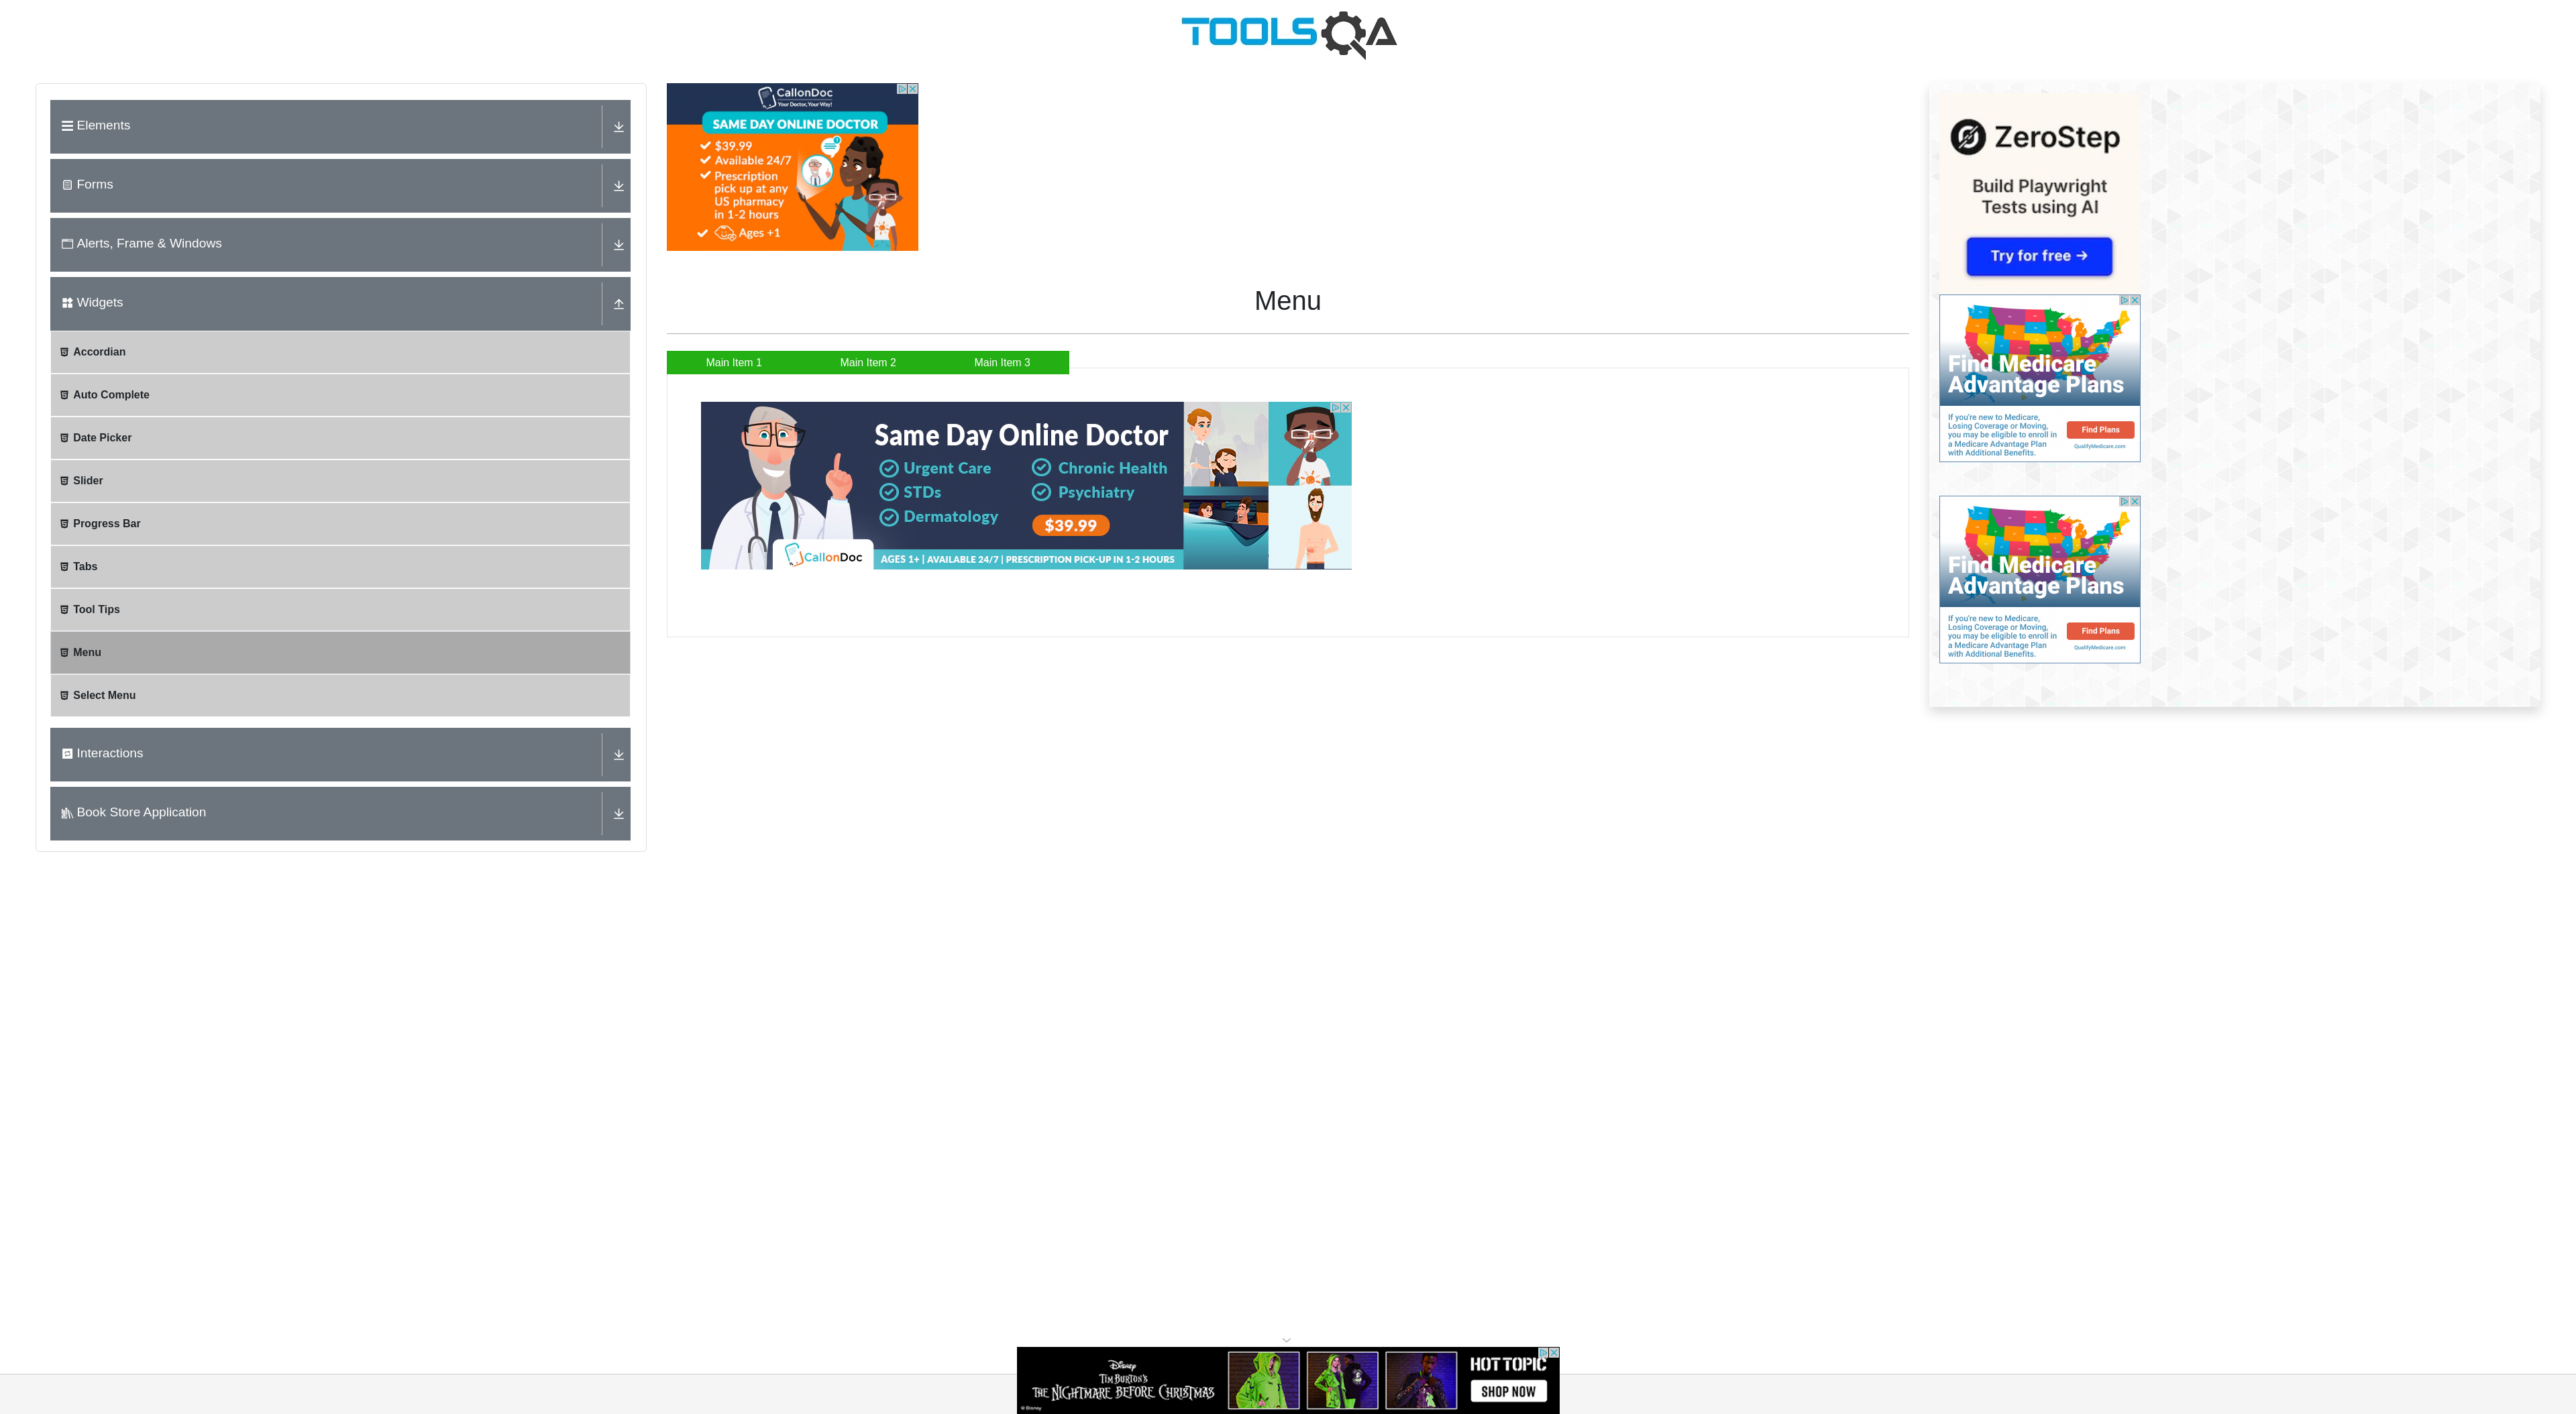 TOOLSQA
Elements
Forms
Alerts, Frame & Windows
Widgets
Accordian
Auto Complete
Date Picker
Slider
Progress Bar
Tabs
Tool Tips
Menu
Select Menu
Interactions
Book Store Application
CallonDoc
Your Doctor, Your Way!
SAME DAY ONLINE DOCTOR
$39.99
Available 24/7
Prescription
pick up at any
US pharmacy
in 1-2 hours
Ages +1
Menu
Main Item 1
Main Item 2
Main Item 3
Same Day Online Doctor
Urgent Care
Chronic Health
STDs
Psychiatry
Dermatology
$39.99
CallonDoc
AGES 1+ | AVAILABLE 24/7 | PRESCRIPTION PICK-UP IN 1-2 HOURS
ZeroStep
Build Playwright
Tests using AI
Try for free →
Find Medicare
Advantage Plans
If you're new to Medicare,
Losing Coverage or Moving,
you may be eligible to enroll in
a Medicare Advantage Plan
with Additional Benefits.
Find Plans
QualifyMedicare.com
Find Medicare
Advantage Plans
If you're new to Medicare,
Losing Coverage or Moving,
you may be eligible to enroll in
a Medicare Advantage Plan
with Additional Benefits.
Find Plans
QualifyMedicare.com
Disney
TIM BURTON'S
THE NIGHTMARE BEFORE CHRISTMAS
© Disney
HOT TOPIC
SHOP NOW